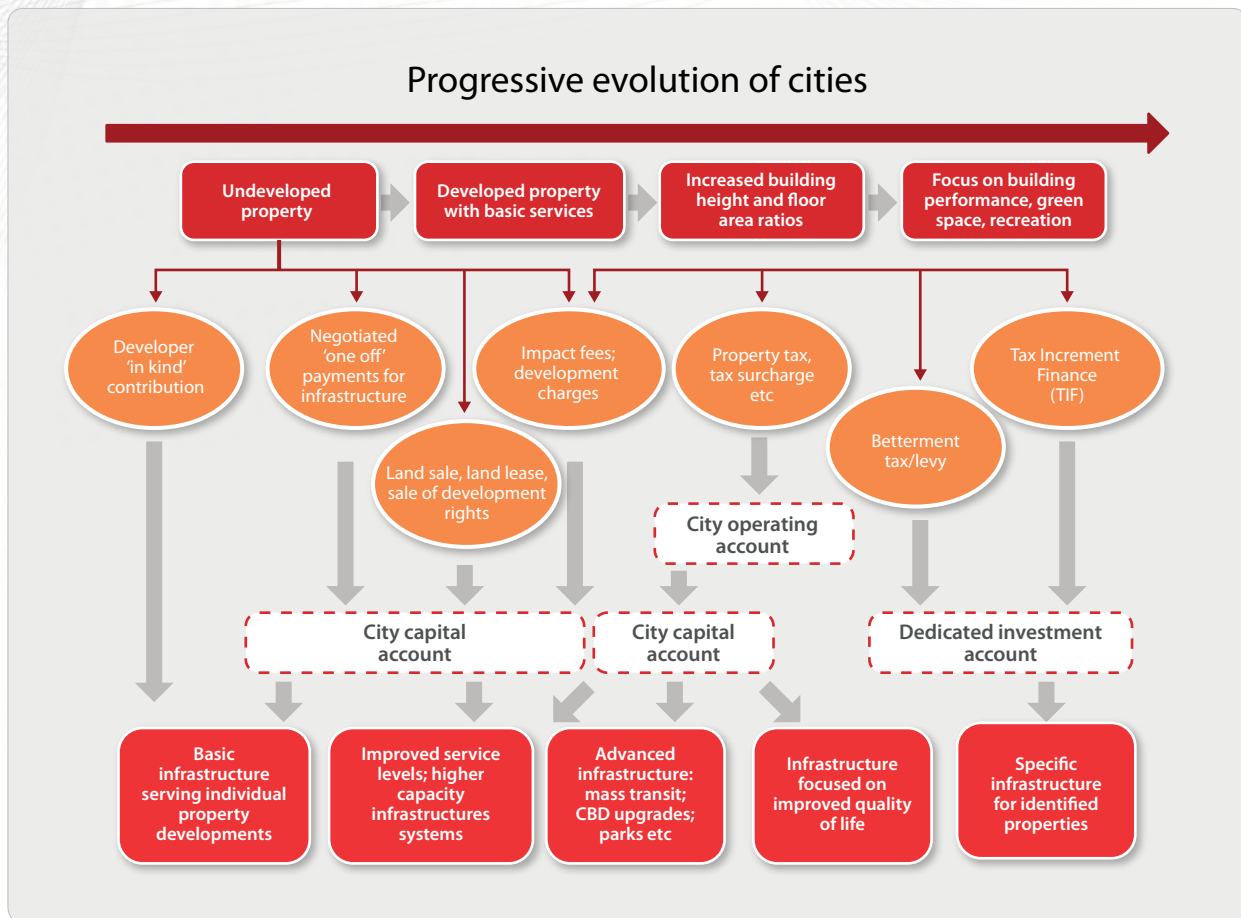 Progressive evolution of cities
Undeveloped
property
Developed property
with basic services
Increased building
height and floor
area ratios
Focus on building
performance, green
space, recreation
Developer
'in kind'
contribution
Negotiated
'one off'
payments for
infrastructure
Impact fees;
development
charges
Property tax,
tax surcharge
etc
Tax Increment
Finance
(TIF)
Land sale, land lease,
sale of development
rights
Betterment
tax/levy
City operating
account
City capital
account
City capital
account
Dedicated investment
account
Basic
infrastructure
serving individual
property
developments
Improved service
levels; higher
capacity
infrastructures
systems
Advanced
infrastructure:
mass transit;
CBD upgrades;
parks etc
Infrastructure
focused on
improved quality
of life
Specific
infrastructure
for identified
properties